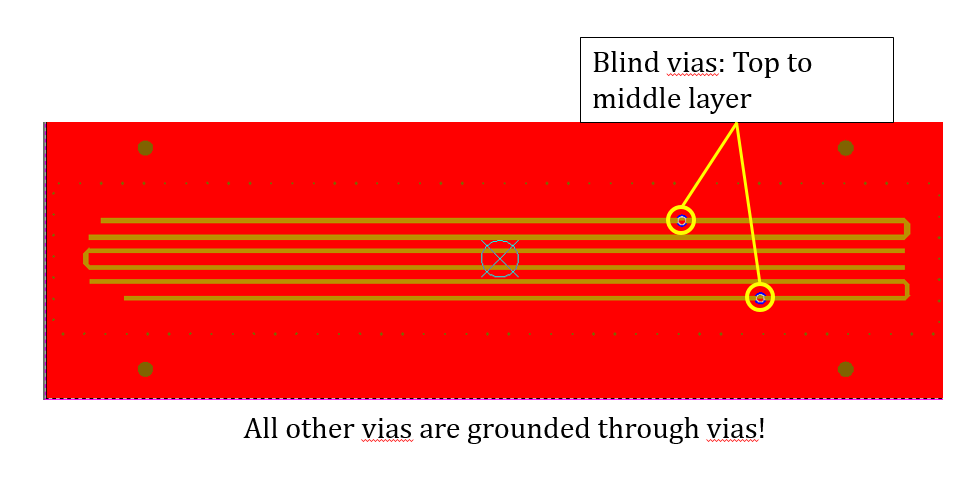 Blind vias: Top to
middle layer
All other vias are grounded through vias!